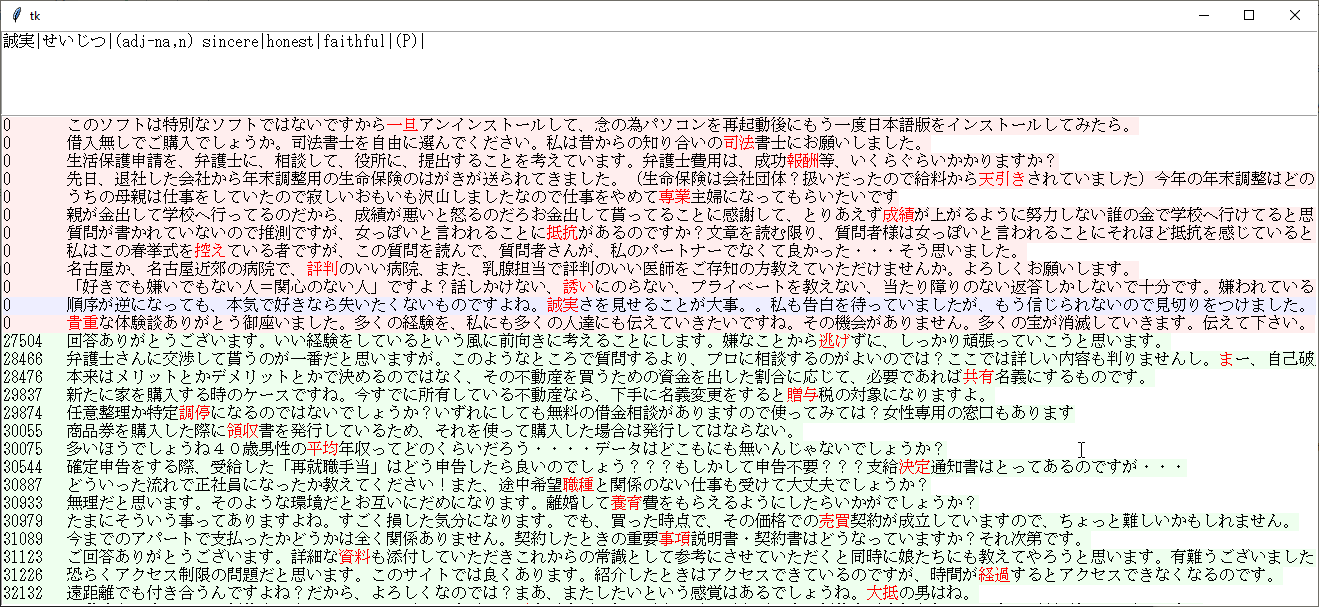 tk
誠実|せいじつ|(adj-na,n) sincere|honest|faithful|(P)|
0 このソフトは特別なソフトではないですから一旦アンインストールして、念の為パソコンを再起動後にもう一度日本語版をインストールしてみたら。
0 借入無しでご購入でしょうか。司法書士を自由に選んでください。私は昔からの知り合いの司法書士にお願いしました。
0 生活保護申請を、弁護士に、相談して、役所に、提出することを考えています。弁護士費用は、成功報酬等、いくらぐらいかかりますか？
0 先日、退社した会社から年末調整用の生命保険のはがきが送られてきました。（生命保険は会社団体？扱いだったので給料から天引きされていました）今年の年末調整はどの
0 うちの母親は仕事をしていたので寂しいおもいも沢山しましたなので仕事をやめて専業主婦になってもらいたいです
0 親が金出して学校へ行ってるのだから、成績が悪いと怒るのだろお金出して貰ってることに感謝して、とりあえず成績が上がるように努力しない誰の金で学校へ行けてると思
0 質問が書かれていないので推測ですが、女っぽいと言われることに抵抗があるのですか？文章を読む限り、質問者様は女っぽいと言われることにそれほど抵抗を感じていると
0 私はこの春挙式を控えている者ですが、この質問を読んで、質問者さんが、私のパートナーでなくて良かった・・・そう思いました。
0 名古屋か、名古屋近郊の病院で、評判のいい病院、また、乳腺担当で評判のいい医師をご存知の方教えていただけませんか。よろしくお願いします。
0 「好きでも嫌いでもない人＝関心のない人」ですよ？話しかけない、誘いにのらない、プライベートを教えない、当たり障りのない返答しかしないで十分です。嫌われている
0 順序が逆になっても、本気で好きなら失いたくないものですよね。誠実さを見せることが大事。。私も告白を待っていましたが、もう信じられないので見切りをつけました。
0 貴重な体験談ありがとう御座いました。多くの経験を、私にも多くの人達にも伝えていきたいですね。その機会がありません。多くの宝が消滅していきます。伝えて下さい。
27504 回答ありがとうございます。いい経験をしているという風に前向きに考えることにします。嫌なことから逃げずに、しっかり頑張っていこうと思います。
28466 弁護士さんに交渉して貰うのが一番だと思いますが。このようなところで質問するより、プロに相談するのがよいのでは？ここでは詳しい内容も判りませんし。まー、自己破
28476 本来はメリットとかデメリットとかで決めるのではなく、その不動産を買うための資金を出した割合に応じて、必要であれば共有名義にするものです。
29837 新たに家を購入する時のケースですね。今すでに所有している不動産なら、下手に名義変更をすると贈与税の対象になりますよ。
29874 任意整理か特定調停になるのではないでしょうか？いずれにしても無料の借金相談がありますので使ってみては？女性専用の窓口もあります
30055 商品券を購入した際に領収書を発行しているため、それを使って購入した場合は発行してはならない。
30075 多いほうでしょうね４０歳男性の平均年収ってどのくらいだろう・・・・データはどこにも無いんじゃないでしょうか？
30544 確定申告をする際、受給した「再就職手当」はどう申告したら良いのでしょう？？？もしかして申告不要？？？支給決定通知書はとってあるのですが・・・
30887 どういった流れで正社員になったか教えてください！また、途中希望職種と関係のない仕事も受けて大丈夫でしょうか？
30933 無理だと思います。そのような環境だとお互いにだめになります。離婚して養育費をもらえるようにしたらいかがでしょうか？
30979 たまにそういう事ってありますよね。すごく損した気分になります。でも、買った時点で、その価格での売買契約が成立していますので、ちょっと難しいかもしれません。
31089 今までのアパートで支払ったかどうかは全く関係ありません。契約したときの重要事項説明書・契約書はどうなっていますか？それ次第です。
31123 ご回答ありがとうございます。詳細な資料も添付していただきこれからの常識として参考にさせていただくと同時に娘たちにも教えてやろうと思います。有難うございました
31226 恐らくアクセス制限の問題だと思います。このサイトでは良くあります。紹介したときはアクセスできているのですが、時間が経過するとアクセスできなくなるのです。
32132 遠距離でも付き合うんですよね？だから、よろしくなのでは？まあ、またしたいという感覚はあるでしょうね。大抵の男はね。